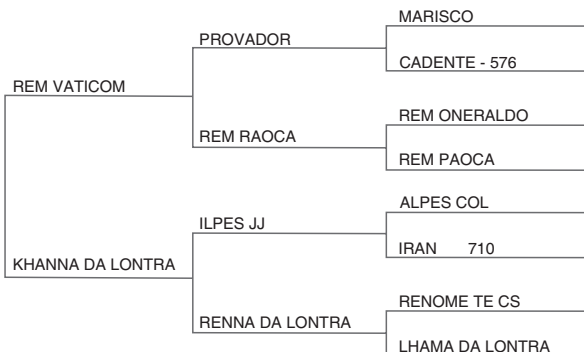 MARISCO
PROVADOR
CADENTE - 576
REM VATICOM
REM ONERALDO
REM RAOCA
REM PAOCA
ALPES COL
ILPES JJ
IRAN 710
KHANNA DA LONTRA
RENOME TE CS
RENNA DA LONTRA
LHAMA DA LONTRA